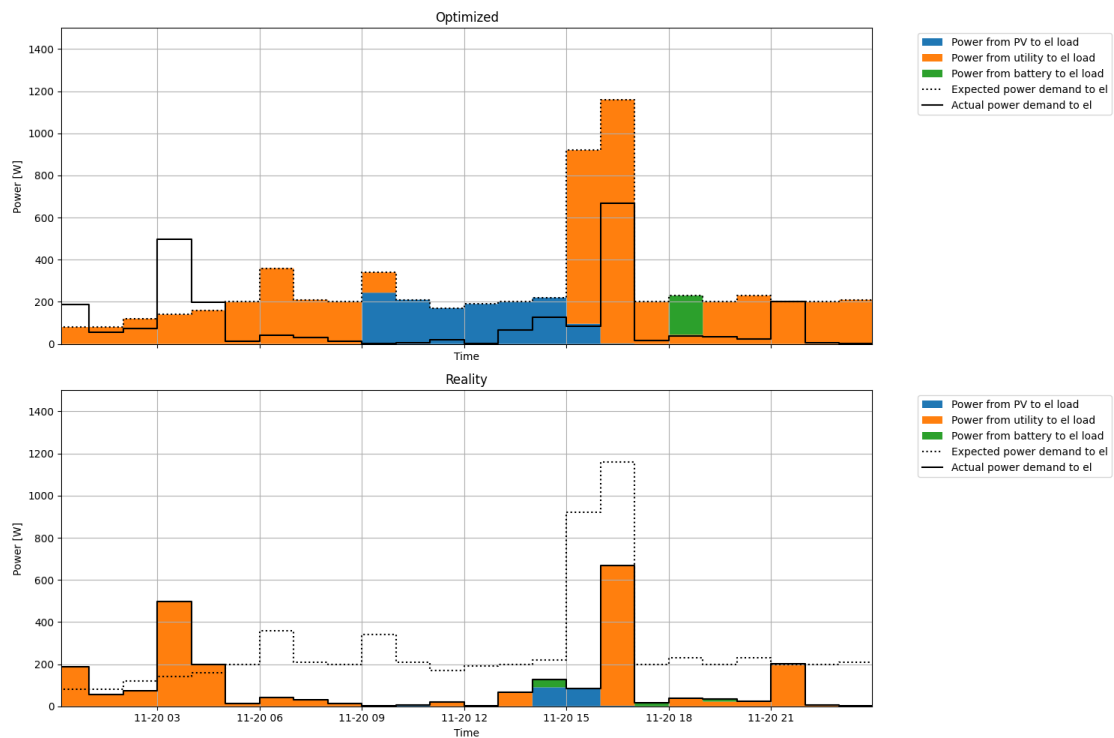 Optimized
1400
1200
1000
800
600
400
200
0
Power [W]
Time
Power from PV to el load
Power from utility to el load
Power from battery to el load
Expected power demand to el
Actual power demand to el
Reality
1400
1200
1000
800
600
400
200
0
Power [W]
11-20 03
11-20 06
11-20 09
11-20 12
11-20 15
11-20 18
11-20 21
Time
Power from PV to el load
Power from utility to el load
Power from battery to el load
Expected power demand to el
Actual power demand to el